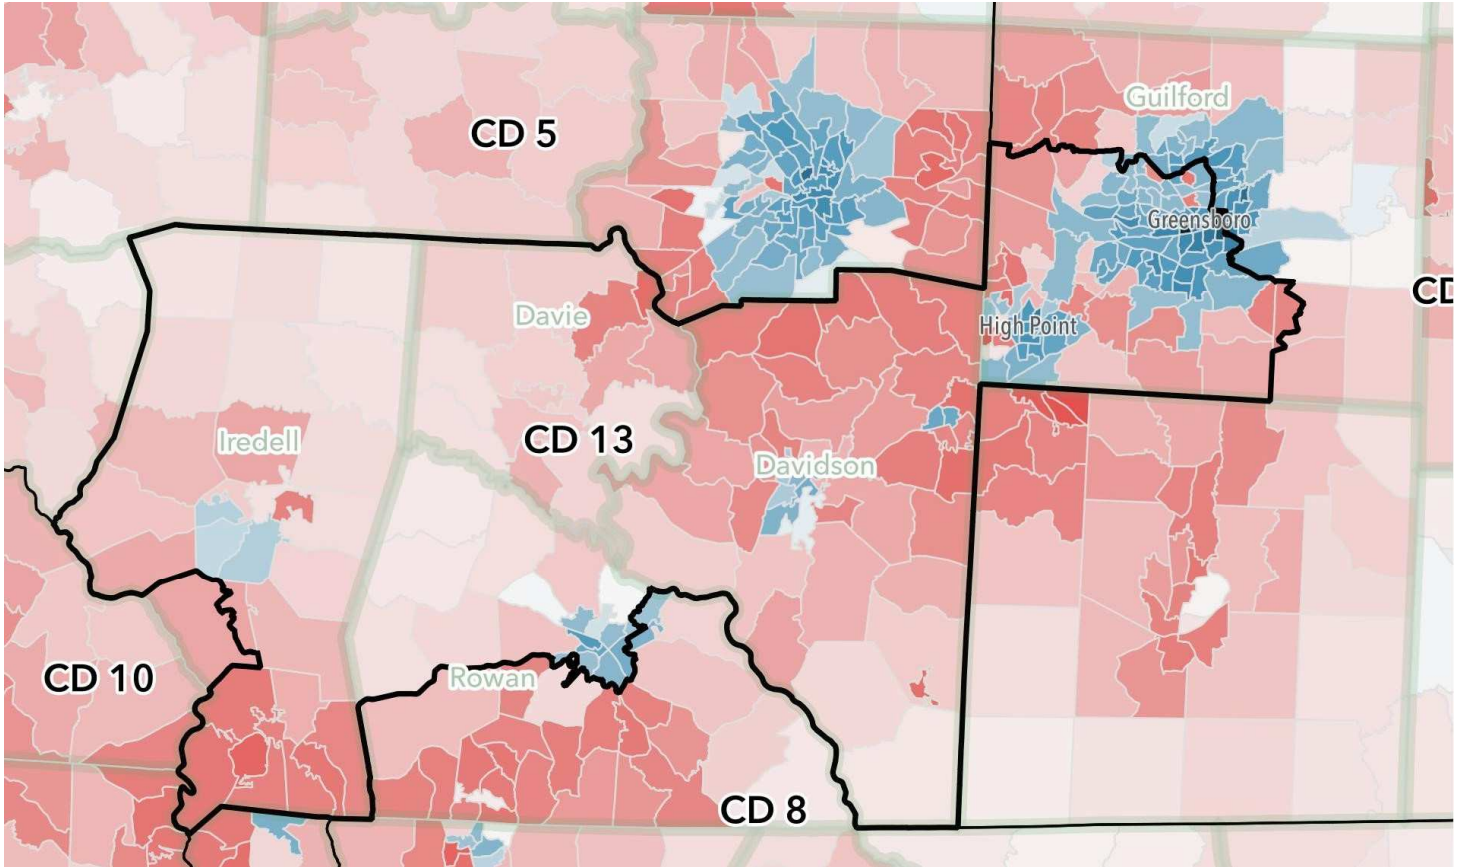 Guilford
CD 5
Greensboro
CD
Davie
High Point
Iredell
CD 13
Davidson
CD 10
Rowan
CD 8